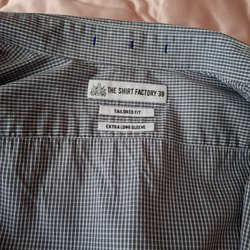 THE SHIRT FACTORY 38
TAILORED FIT
EXTRA LONG SLEEVE